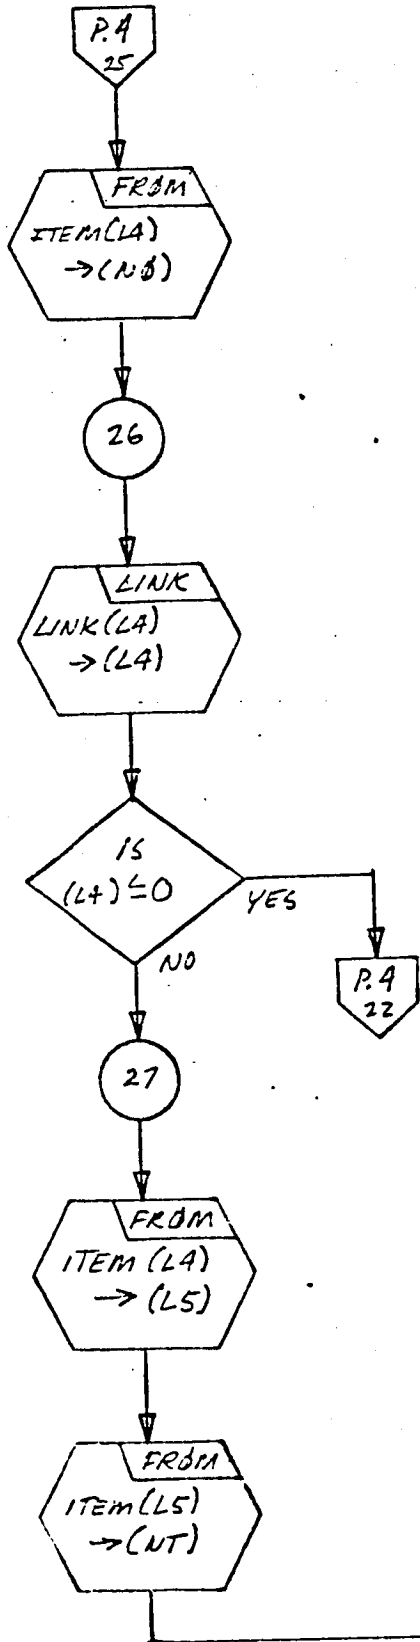 P.4
25
FRØM
ITEM(L4)
→(NØ)
26
LINK
LINK(L4)
→(L4)
IS
(L4)≤0
YES
NO
P.4
22
27
FRØM
ITEM(L4)
→(L5)
FRØM
ITEM(L5)
→(NT)